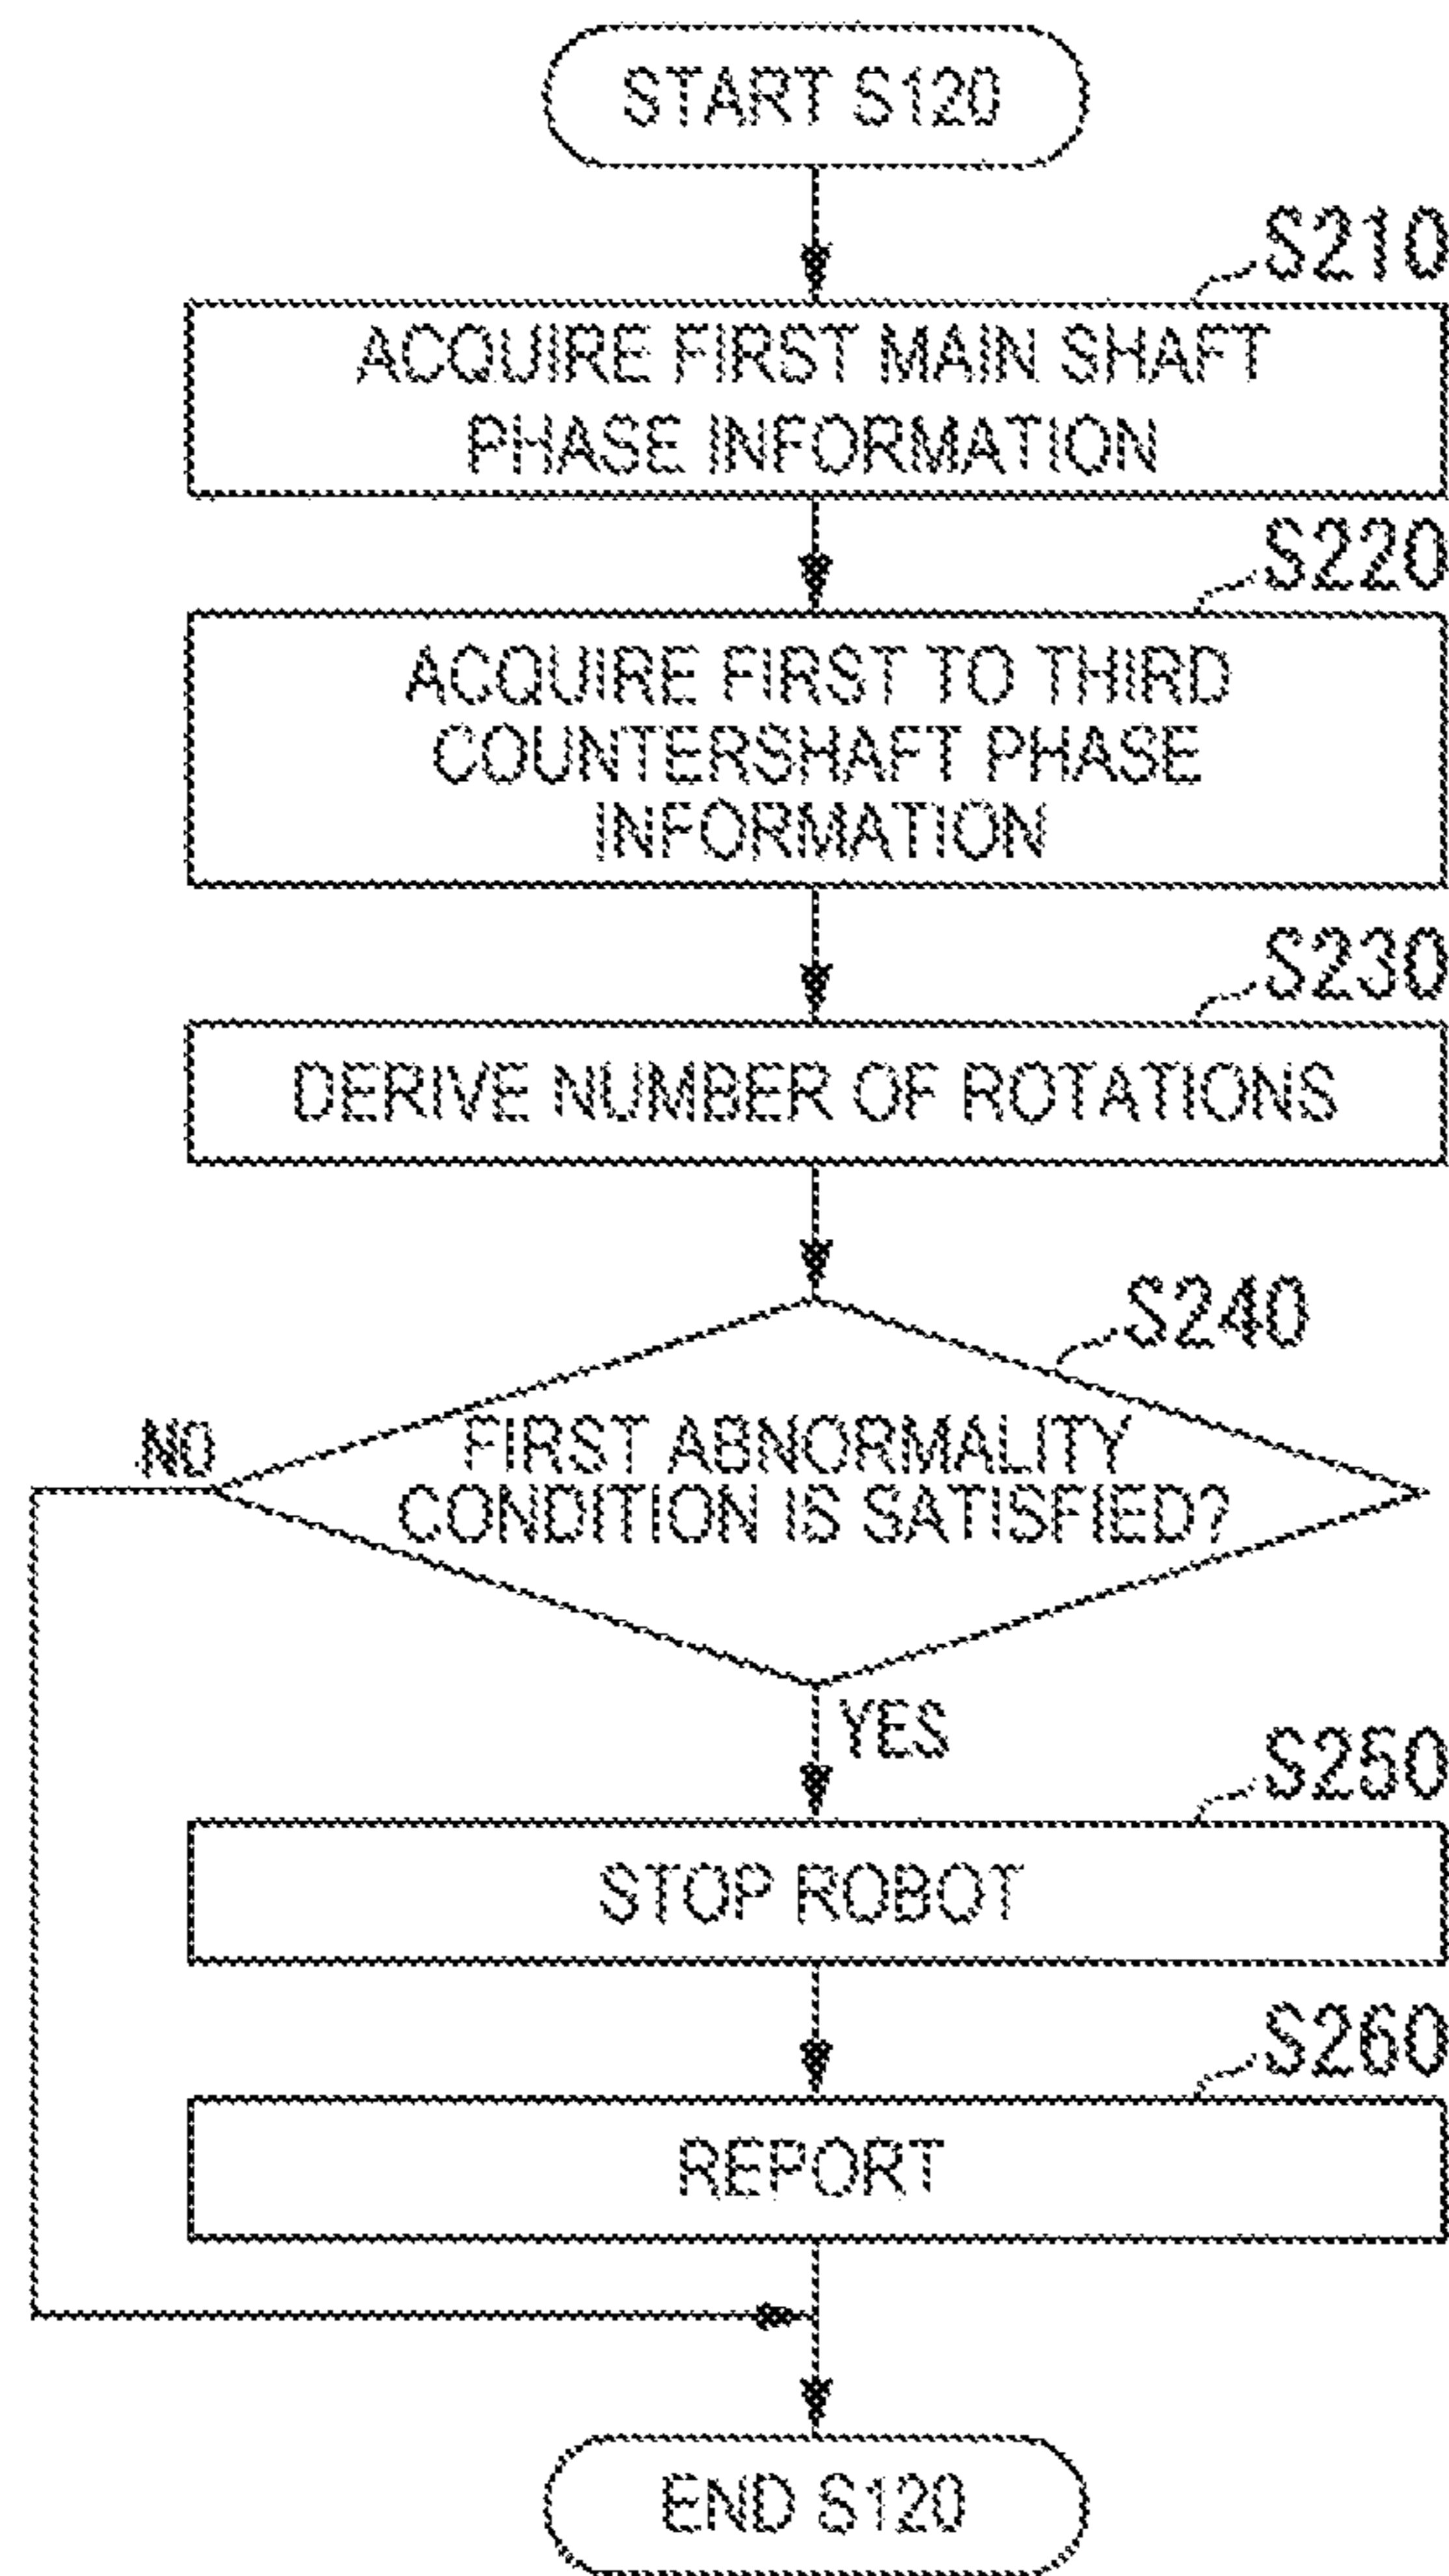 START S120
S210
ACQUIRE FIRST MAIN SHAFT
PHASE INFORMATION
S220
ACQUIRE FIRST TO THIRD
COUNTERSHAFT PHASE
INFORMATION
S230
DERIVE NUMBER OF ROTATIONS
S240
NO
FIRST ABNORMALITY
CONDITION IS SATISFIED?
YES
S250
STOP ROBOT
S260
REPORT
END S120